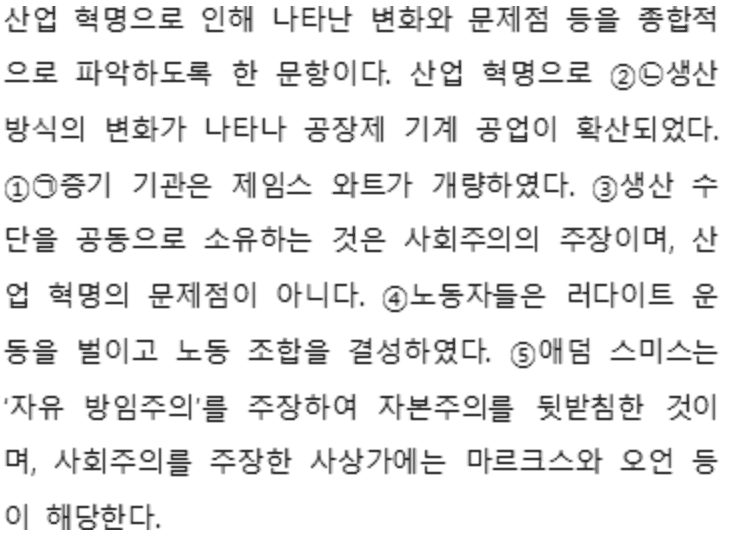 산업 혁명으로 인해 나타난 변화와 문제점 등을 종합적
으로 파악하도록 한 문항이다. 산업 혁명으로 ②㉡생산
방식의 변화가 나타나 공장제 기계 공업이 확산되었다.
①㉠증기 기관은 제임스 와트가 개량하였다. ③생산 수
단을 공동으로 소유하는 것은 사회주의의 주장이며, 산
업 혁명의 문제점이 아니다. ④노동자들은 러다이트 운
동을 벌이고 노동 조합을 결성하였다. ⑤애덤 스미스는
'자유 방임주의'를 주장하여 자본주의를 뒷받침한 것이
며, 사회주의를 주장한 사상가에는 마르크스와 오언 등
이 해당한다.